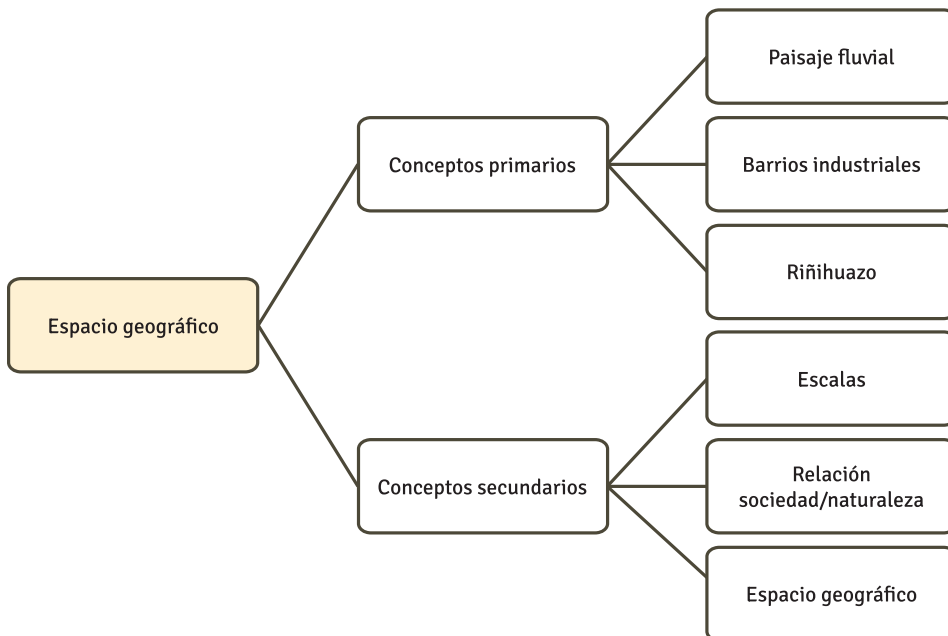 Espacio geográfico
Conceptos primarios
Paisaje fluvial
Barrios industriales
Riñihuazo
Conceptos secundarios
Escalas
Relación
sociedad/naturaleza
Espacio geográfico